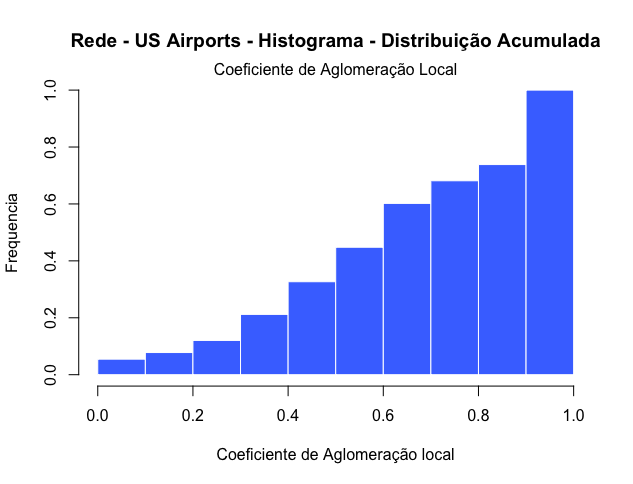 Rede - US Airports - Histograma - Distribuição Acumulada
Coeficiente de Aglomeração Local
Frequencia
1.0
0.8
0.6
0.4
0.2
0.0
0.0 0.2 0.4 0.6 0.8 1.0
Coeficiente de Aglomeração local